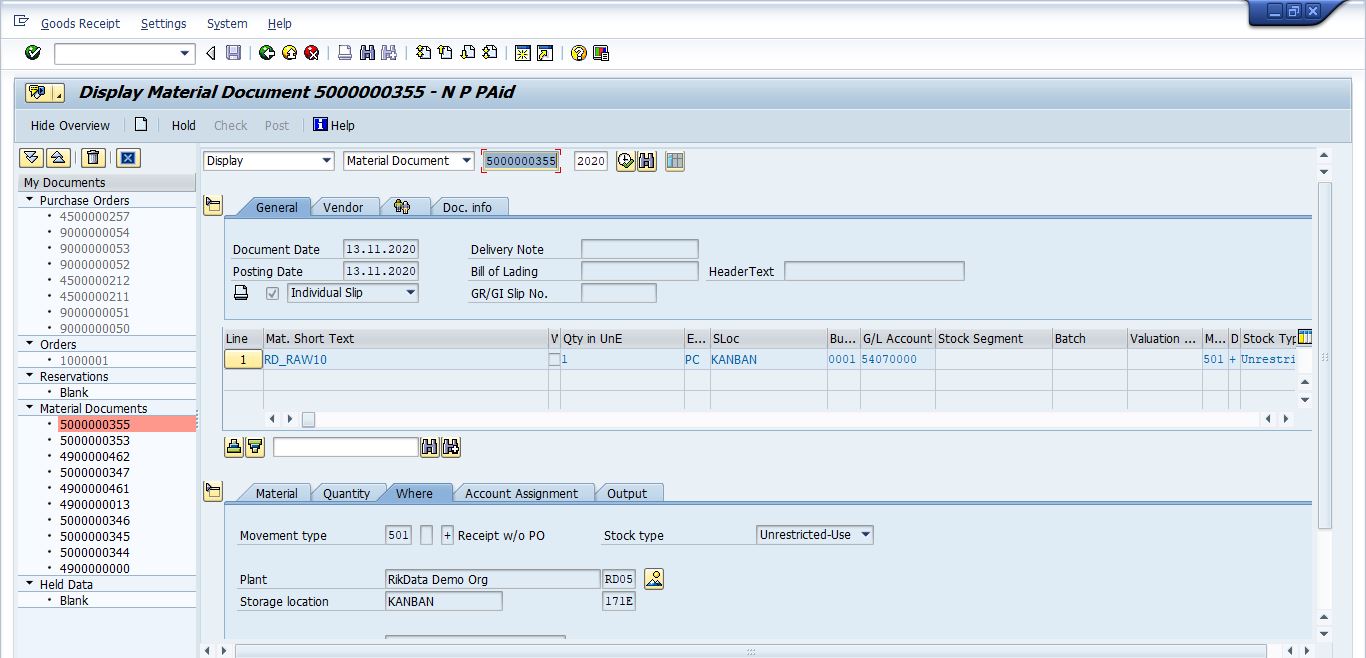 Goods Receipt Settings System Help
Display Material Document 5000000355 - N P PAid
Hide Overview Hold Check Post Help
Display Material Document 5000000355 2020
My Documents
Purchase Orders
4500000257
9000000054
9000000053
9000000052
4500000212
4500000211
9000000051
9000000050
Orders
1000001
Reservations
Blank
Material Documents
5000000355
5000000353
4900000462
5000000347
4900000461
4900000013
5000000346
5000000345
5000000344
4900000000
Held Data
Blank
General Vendor Doc. info
Document Date 13.11.2020 Delivery Note
Posting Date 13.11.2020 Bill of Lading HeaderText
Individual Slip GR/GI Slip No.
Line Mat. Short Text V Qty in UnE E... SLoc Bu... G/L Account Stock Segment Batch Valuation ... M... D Stock Typ
1 RD_RAW10 1 PC KANBAN 0001 54070000 501 + Unrestri
Material Quantity Where Account Assignment Output
Movement type 501 + Receipt w/o PO Stock type Unrestricted-Use
Plant RikData Demo Org RD05
Storage location KANBAN 171E